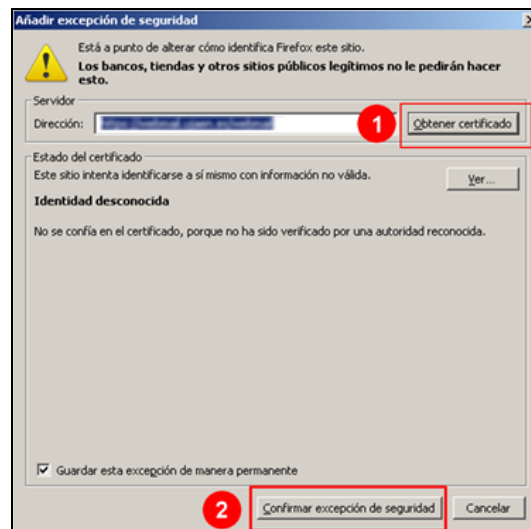 Añadir excepción de seguridad
Está a punto de alterar cómo identifica Firefox este sitio.
Los bancos, tiendas y otros sitios públicos legítimos no le pedirán hacer
esto.
Servidor
Dirección:
1
Obtener certificado
Estado del certificado
Este sitio intenta identificarse a sí mismo con información no válida.
Ver...
Identidad desconocida
No se confía en el certificado, porque no ha sido verificado por una autoridad reconocida.
Guardar esta excepción de manera permanente
2
Confirmar excepción de seguridad
Cancelar